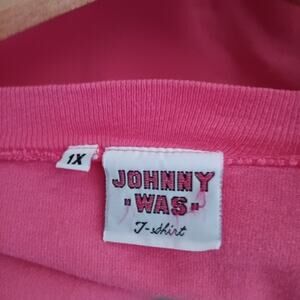 1X
JOHNNY
·WAS·
T-shirt